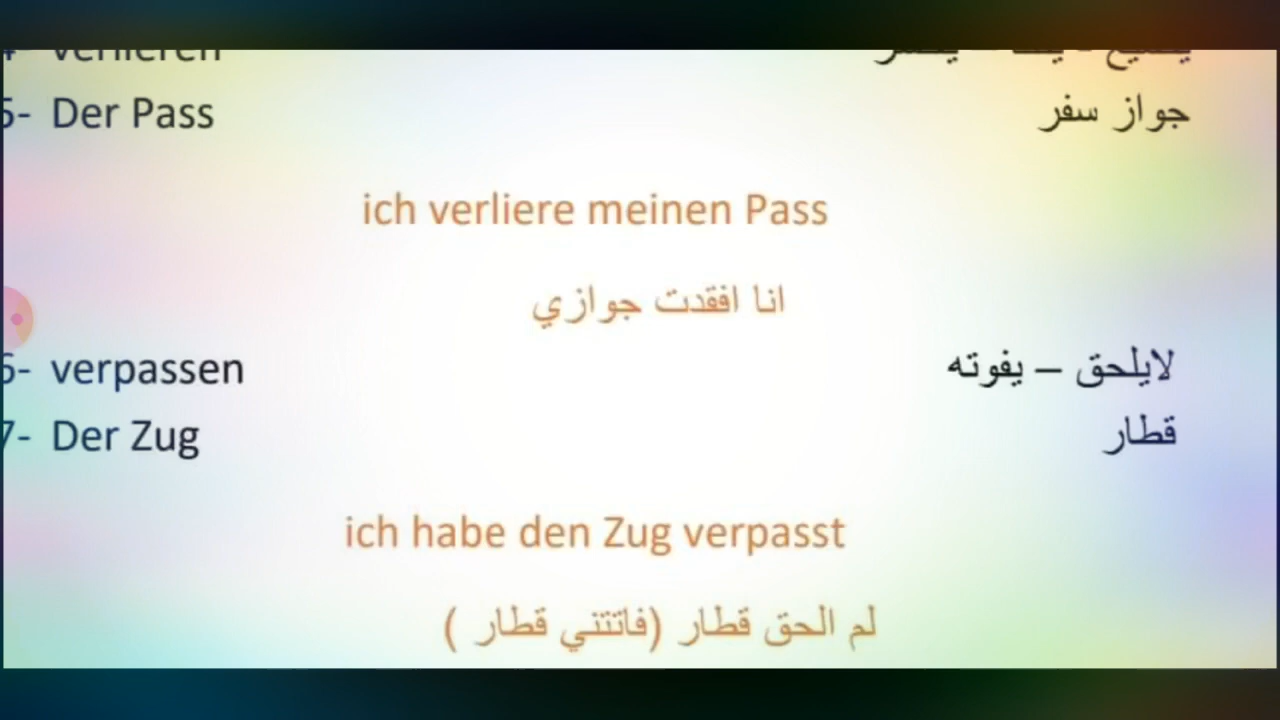 verlieren
5- Der Pass جواز سفر
ich verliere meinen Pass
انا افقدت جوازي
6- verpassen لايلحق – يفوته
7- Der Zug قطار
ich habe den Zug verpasst
لم الحق قطار (فاتتني قطار )